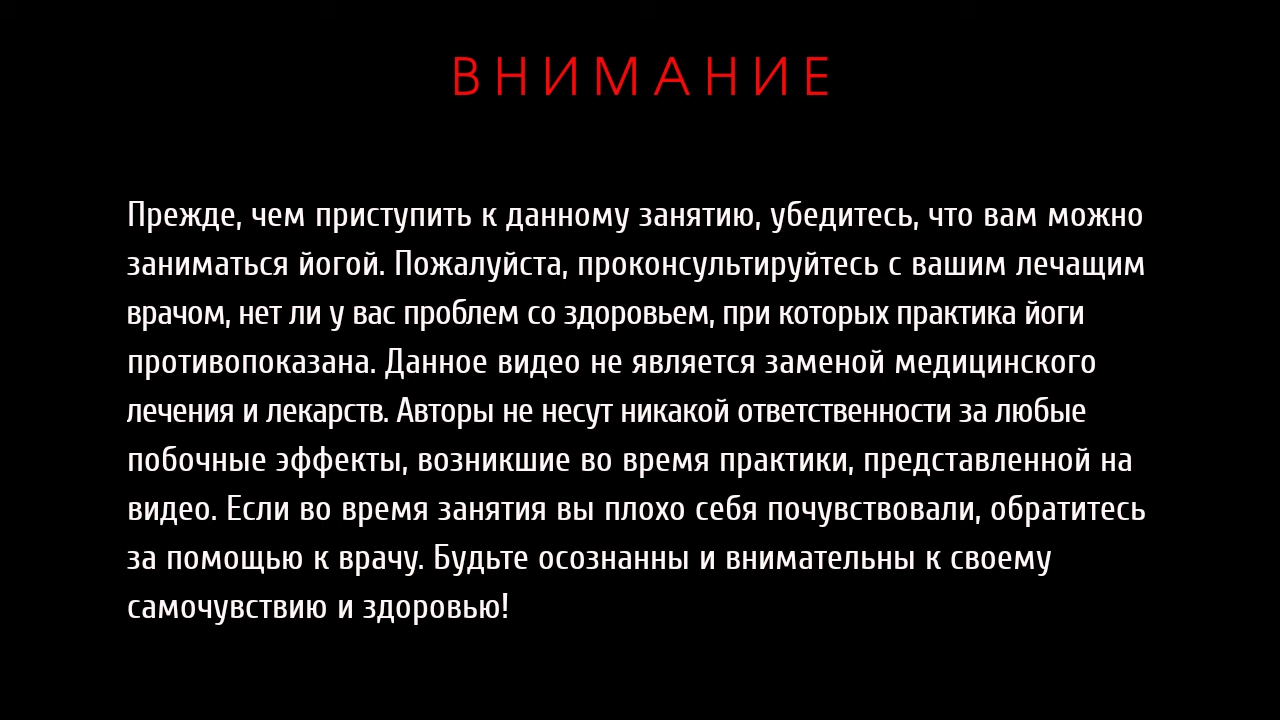 ВНИМАНИЕ
Прежде, чем приступить к данному занятию, убедитесь, что вам можно
заниматься йогой. Пожалуйста, проконсультируйтесь с вашим лечащим
врачом, нет ли у вас проблем со здоровьем, при которых практика йоги
противопоказана. Данное видео не является заменой медицинского
лечения и лекарств. Авторы не несут никакой ответственности за любые
побочные эффекты, возникшие во время практики, представленной на
видео. Если во время занятия вы плохо себя почувствовали, обратитесь
за помощью к врачу. Будьте осознанны и внимательны к своему
самочувствию и здоровью!